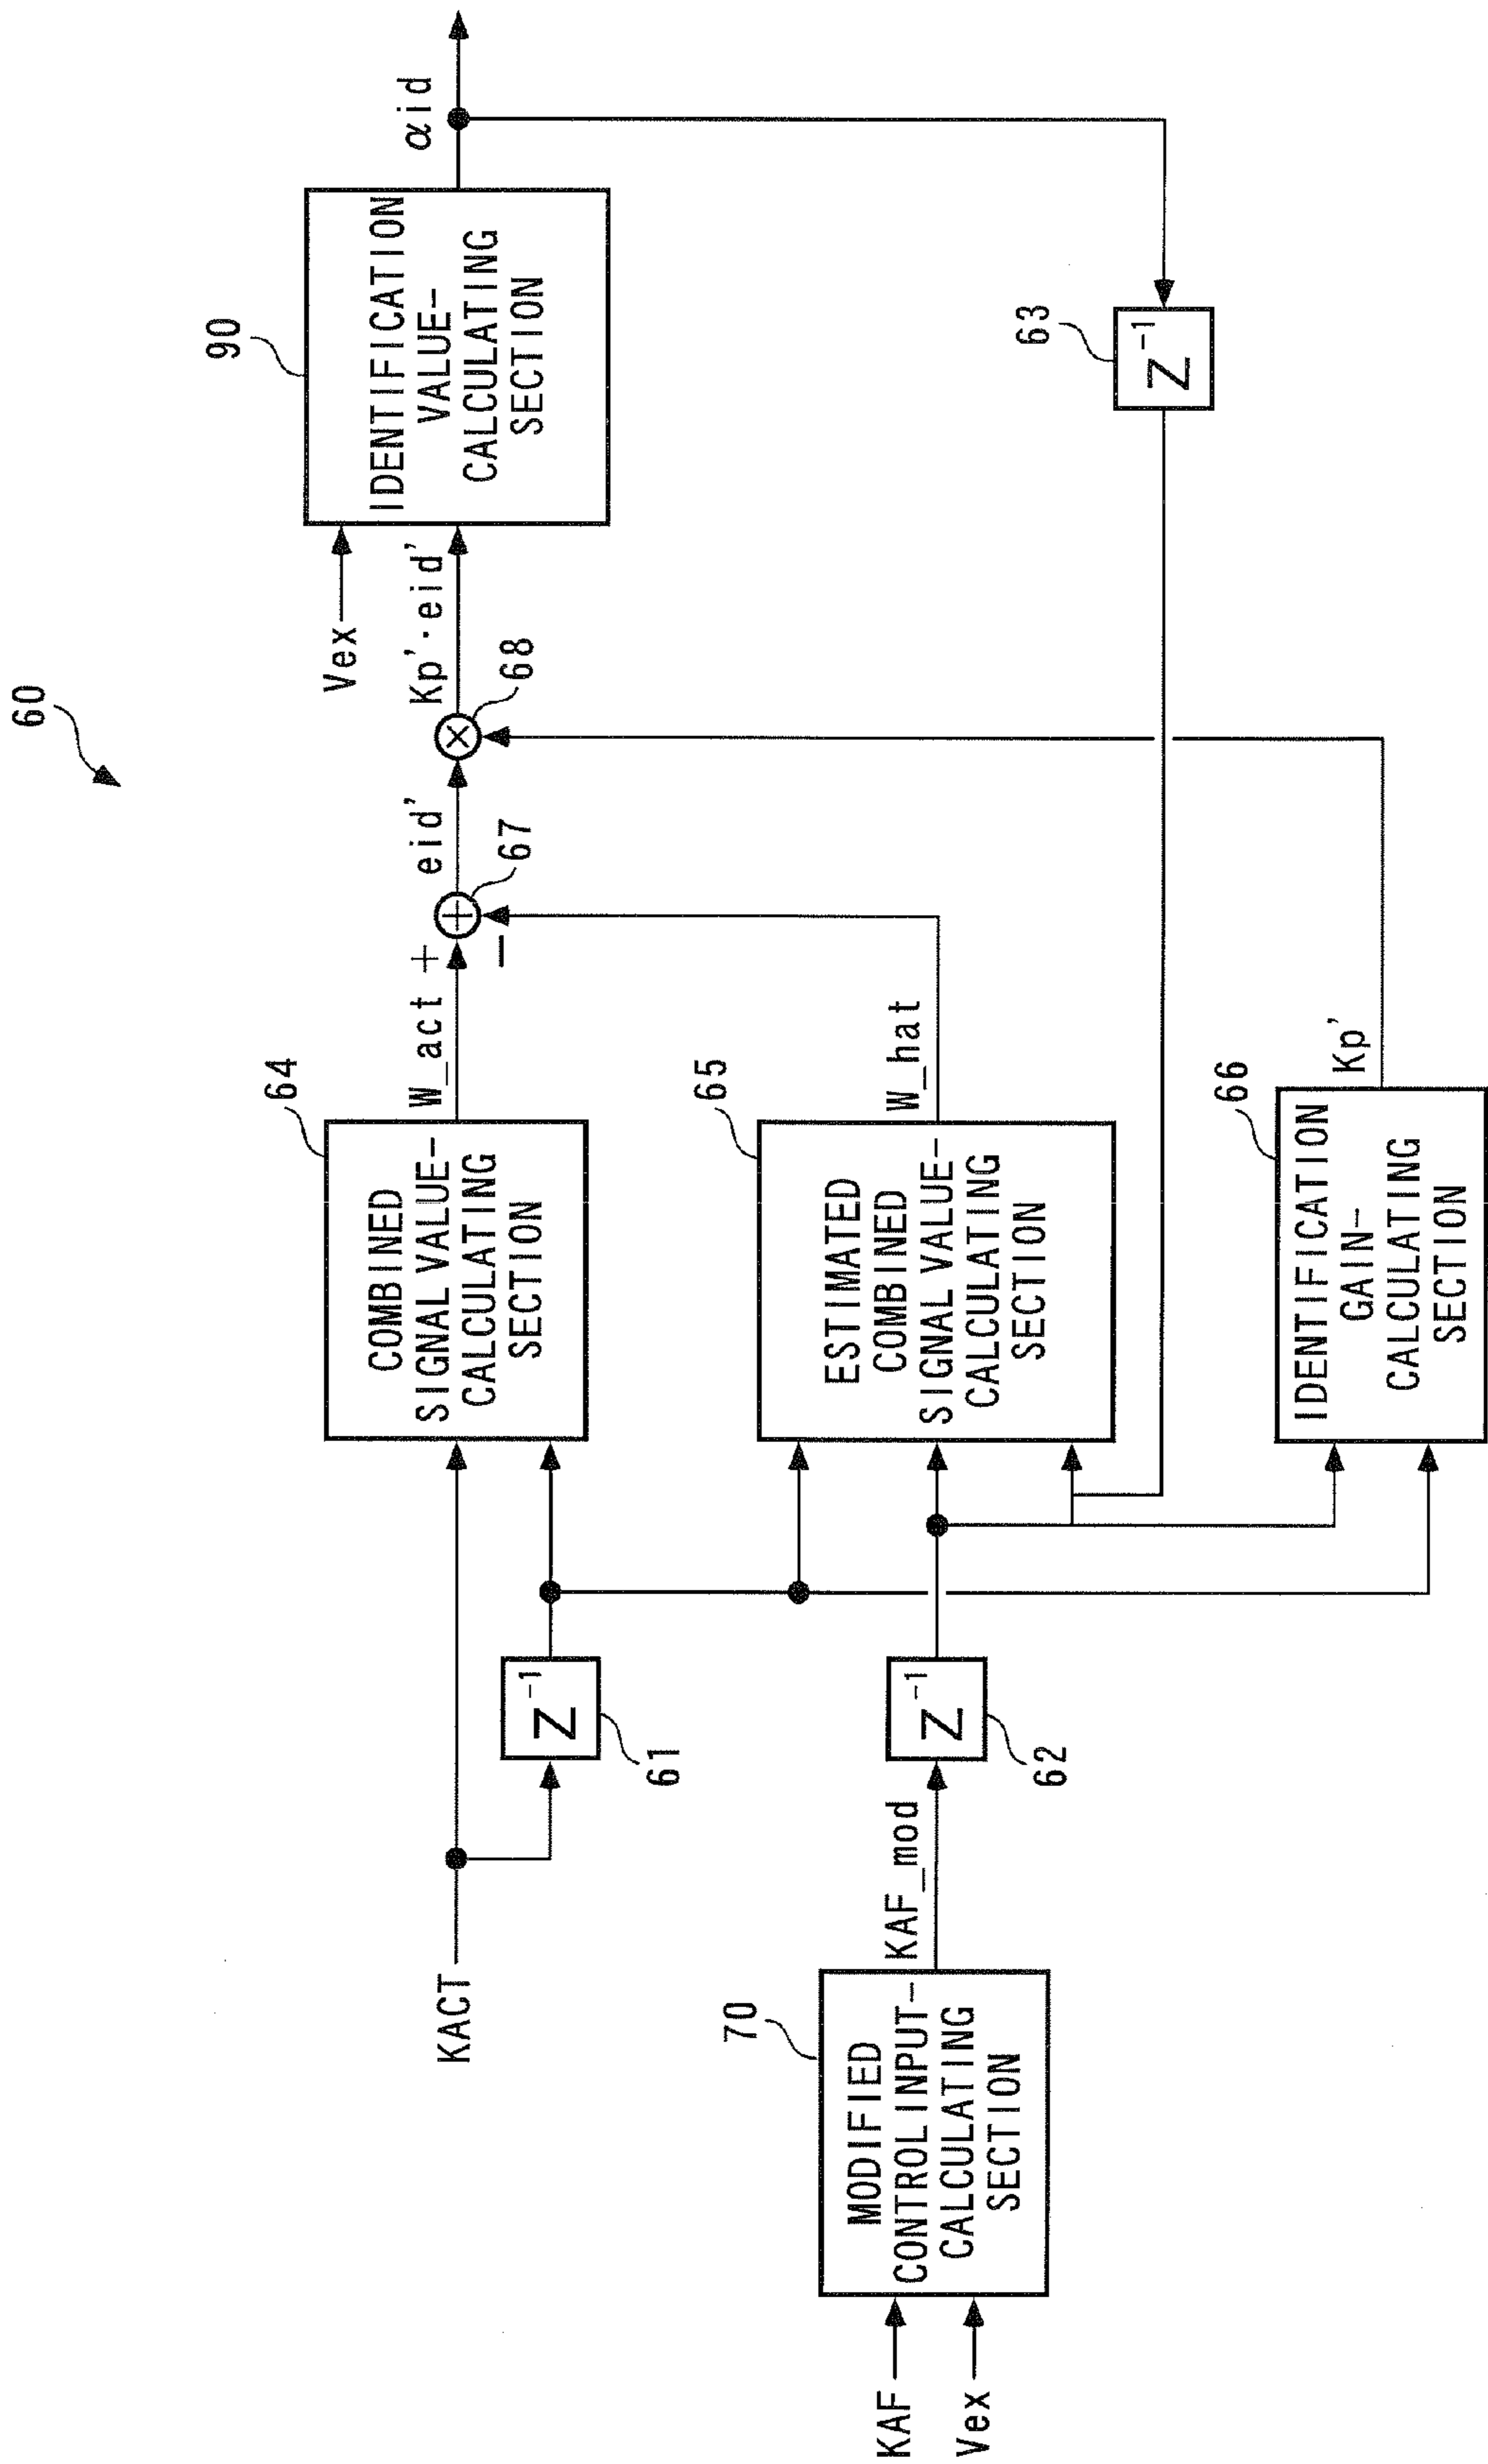 60
KACT
Z⁻¹
61
COMBINED
SIGNAL VALUE-
CALCULATING
SECTION
64
W_act
+
-
67
eid'
68
Kp'·eid'
Vex
IDENTIFICATION
VALUE-
CALCULATING
SECTION
90
αid
Z⁻¹
63
KAF
Vex
MODIFIED
CONTROL INPUT-
CALCULATING
SECTION
70
KAF_mod
Z⁻¹
62
ESTIMATED
COMBINED
SIGNAL VALUE-
CALCULATING
SECTION
65
W_hat
IDENTIFICATION
GAIN-
CALCULATING
SECTION
66
Kp'